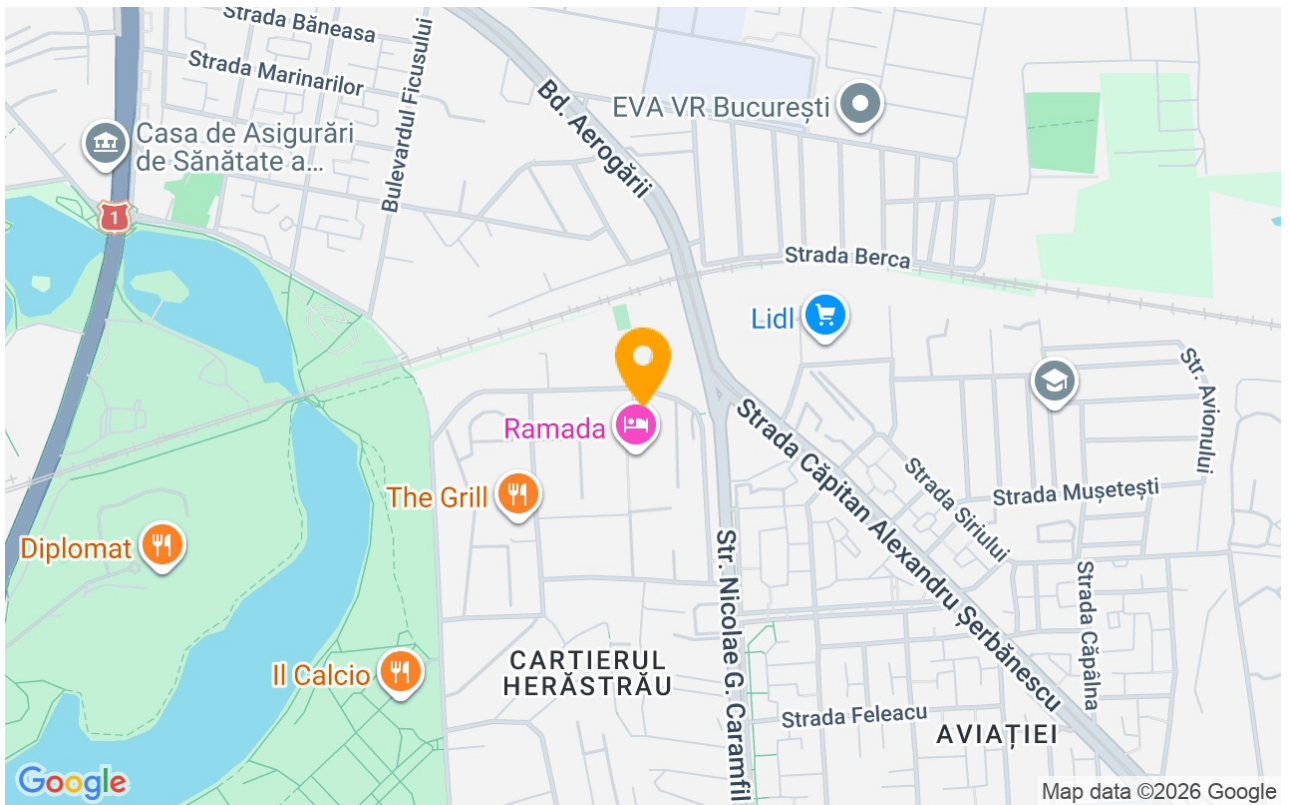 Strada Băneasa
Strada Marinarilor
Bulevardul Ficusului
Bd. Aerogării
EVA VR București
Casa de Asigurări
de Sănătate a...
1
Strada Berca
Lidl
Str. Avionului
Ramada
Strada Căpitan Alexandru Șerbănescu
The Grill
Strada Siriului
Strada Mușetești
Diplomat
Str. Nicolae G. Caramfil
Strada Căpâlna
Il Calcio
CARTIERUL
HERĂSTRĂU
Strada Feleacu
AVIAȚIEI
Google
Map data ©2026 Google